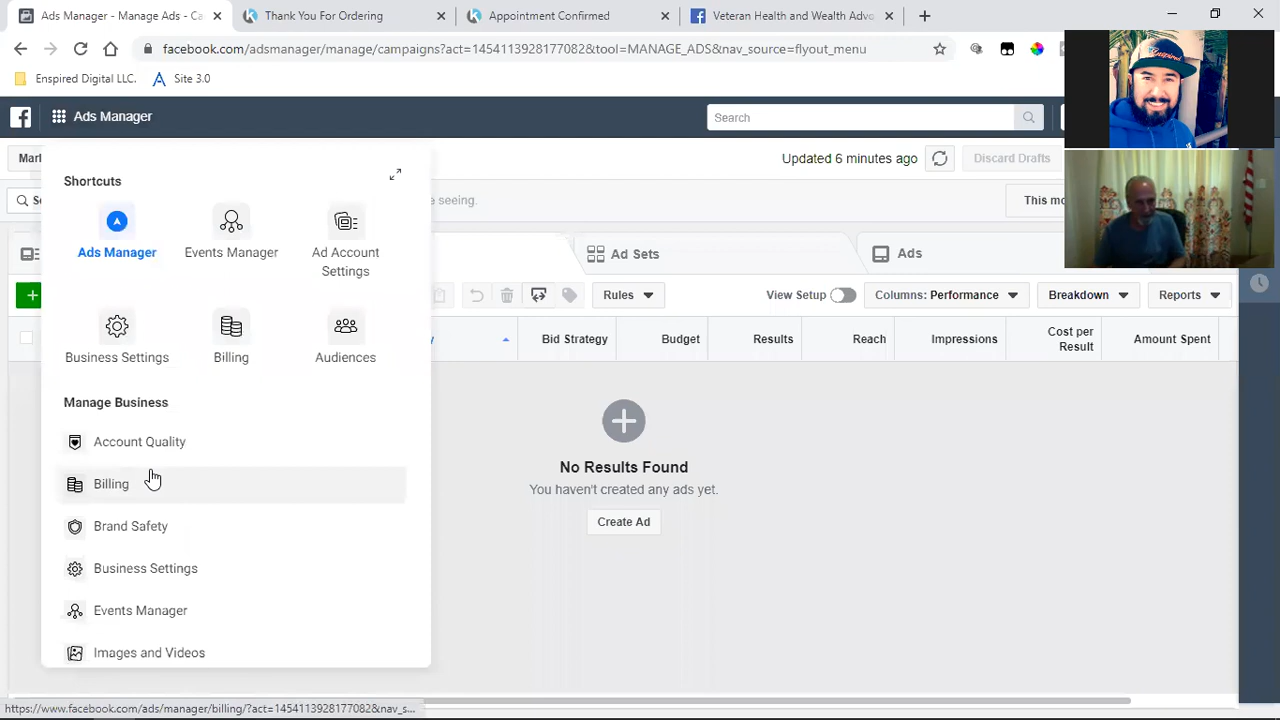 Ads Manager - Manage Ads - Ca
Thank You For Ordering
Appointment Confirmed
Veteran Health and Wealth Advo
facebook.com/adsmanager/manage/campaigns?act=1454113928177082&tool=MANAGE_ADS&nav_source=flyout_menu
Enspired Digital LLC.
Site 3.0
Ads Manager
Search
Mark
Updated 6 minutes ago
Discard Drafts
Shortcuts
e seeing.
This mo
Ads Manager
Events Manager
Ad Account
Settings
Ad Sets
Ads
Rules
View Setup
Columns: Performance
Breakdown
Reports
Business Settings
Billing
Audiences
Bid Strategy
Budget
Results
Reach
Impressions
Cost per
Result
Amount Spent
Manage Business
Account Quality
Billing
Brand Safety
Business Settings
Events Manager
Images and Videos
No Results Found
You haven't created any ads yet.
Create Ad
https://www.facebook.com/ads/manager/billing/?act=1454113928177082&nav_s...